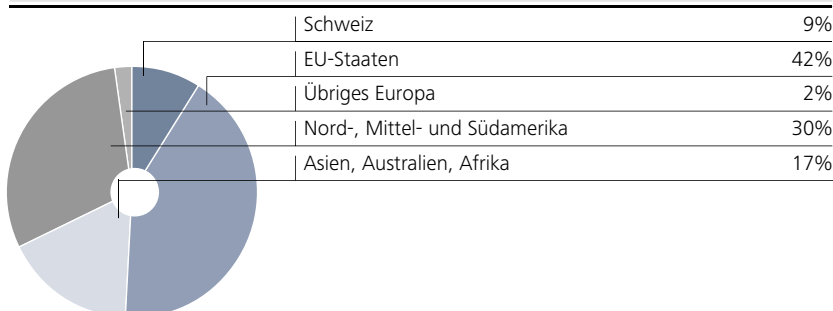 Schweiz 9%
EU-Staaten 42%
Übriges Europa 2%
Nord-, Mittel- und Südamerika 30%
Asien, Australien, Afrika 17%